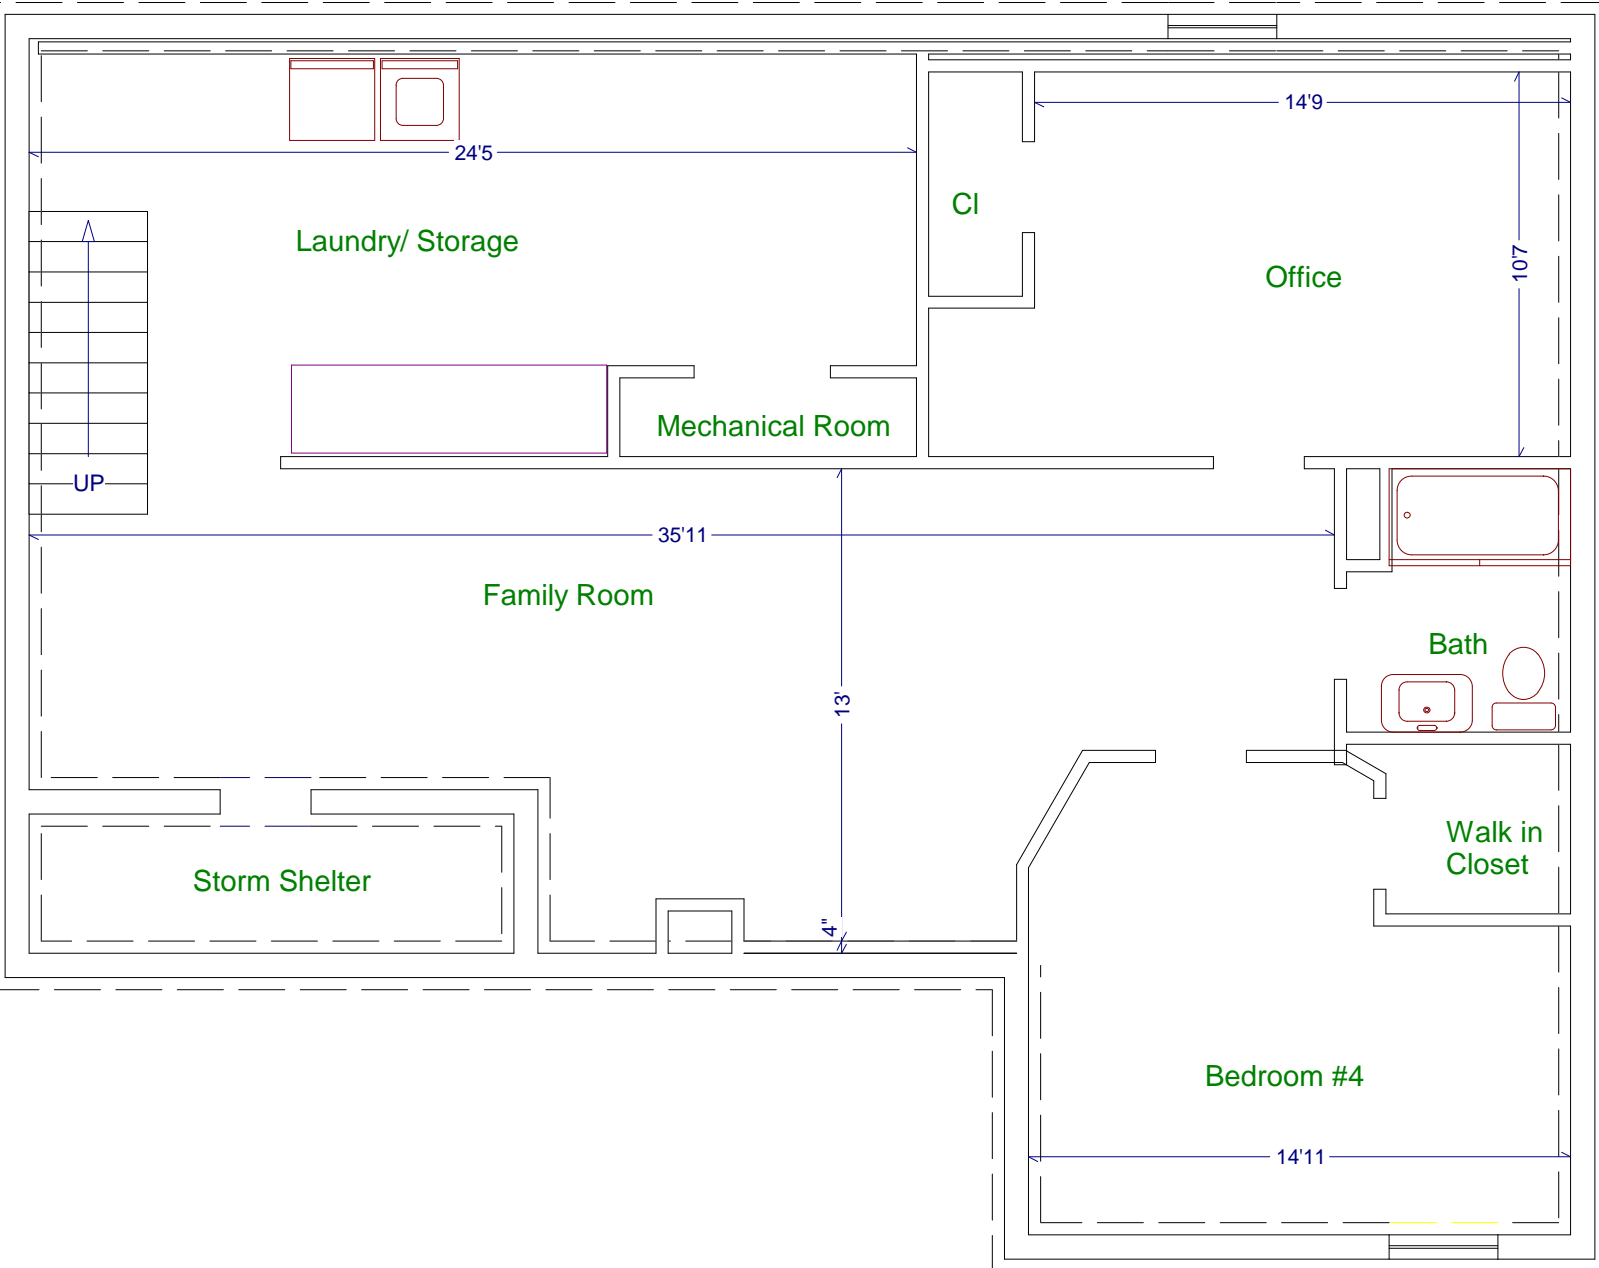 14'9
24'5
Cl
Laundry/ Storage
10'7
Office
Mechanical Room
UP
35'11
Family Room
Bath
13'
Walk in
Closet
Storm Shelter
4"
Bedroom #4
14'11